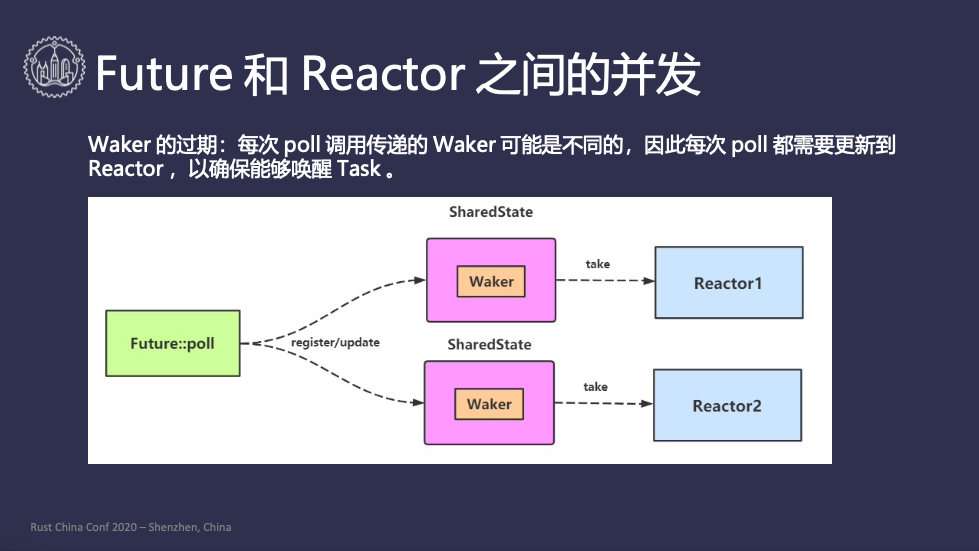 Future 和 Reactor 之间的并发
Waker 的过期：每次 poll 调用传递的 Waker 可能是不同的，因此每次 poll 都需要更新到
Reactor ，以确保能够唤醒 Task 。
SharedState
Waker
take
Reactor1
Future::poll
register/update
SharedState
Waker
take
Reactor2
Rust China Conf 2020 – Shenzhen, China